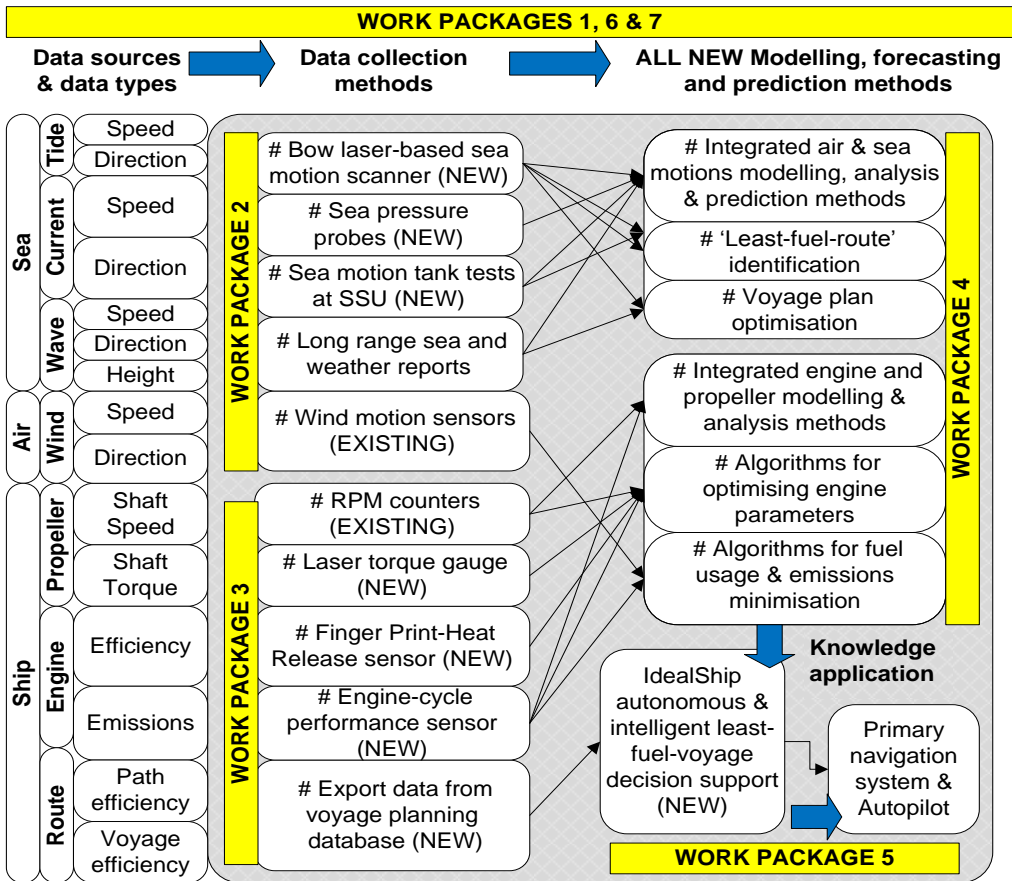 WORK PACKAGES 1, 6 & 7
Data sources
& data types
Data collection
methods
ALL NEW Modelling, forecasting
and prediction methods
Sea
Tide
Speed
Direction
Current
Speed
Direction
Wave
Speed
Direction
Height
Air
Wind
Speed
Direction
Ship
Propeller
Shaft
Speed
Shaft
Torque
Engine
Efficiency
Emissions
Route
Path
efficiency
Voyage
efficiency
WORK PACKAGE 2
# Bow laser-based sea
motion scanner (NEW)
# Sea pressure
probes (NEW)
# Sea motion tank tests
at SSU (NEW)
# Long range sea and
weather reports
# Wind motion sensors
(EXISTING)
WORK PACKAGE 3
# RPM counters
(EXISTING)
# Laser torque gauge
(NEW)
# Finger Print-Heat
Release sensor (NEW)
# Engine-cycle
performance sensor
(NEW)
# Export data from
voyage planning
database (NEW)
WORK PACKAGE 4
# Integrated air & sea
motions modelling, analysis
& prediction methods
# ‘Least-fuel-route’
identification
# Voyage plan
optimisation
# Integrated engine and
propeller modelling &
analysis methods
# Algorithms for
optimising engine
parameters
# Algorithms for fuel
usage & emissions
minimisation
Knowledge
application
IdealShip
autonomous &
intelligent least-
fuel-voyage
decision support
(NEW)
Primary
navigation
system &
Autopilot
WORK PACKAGE 5